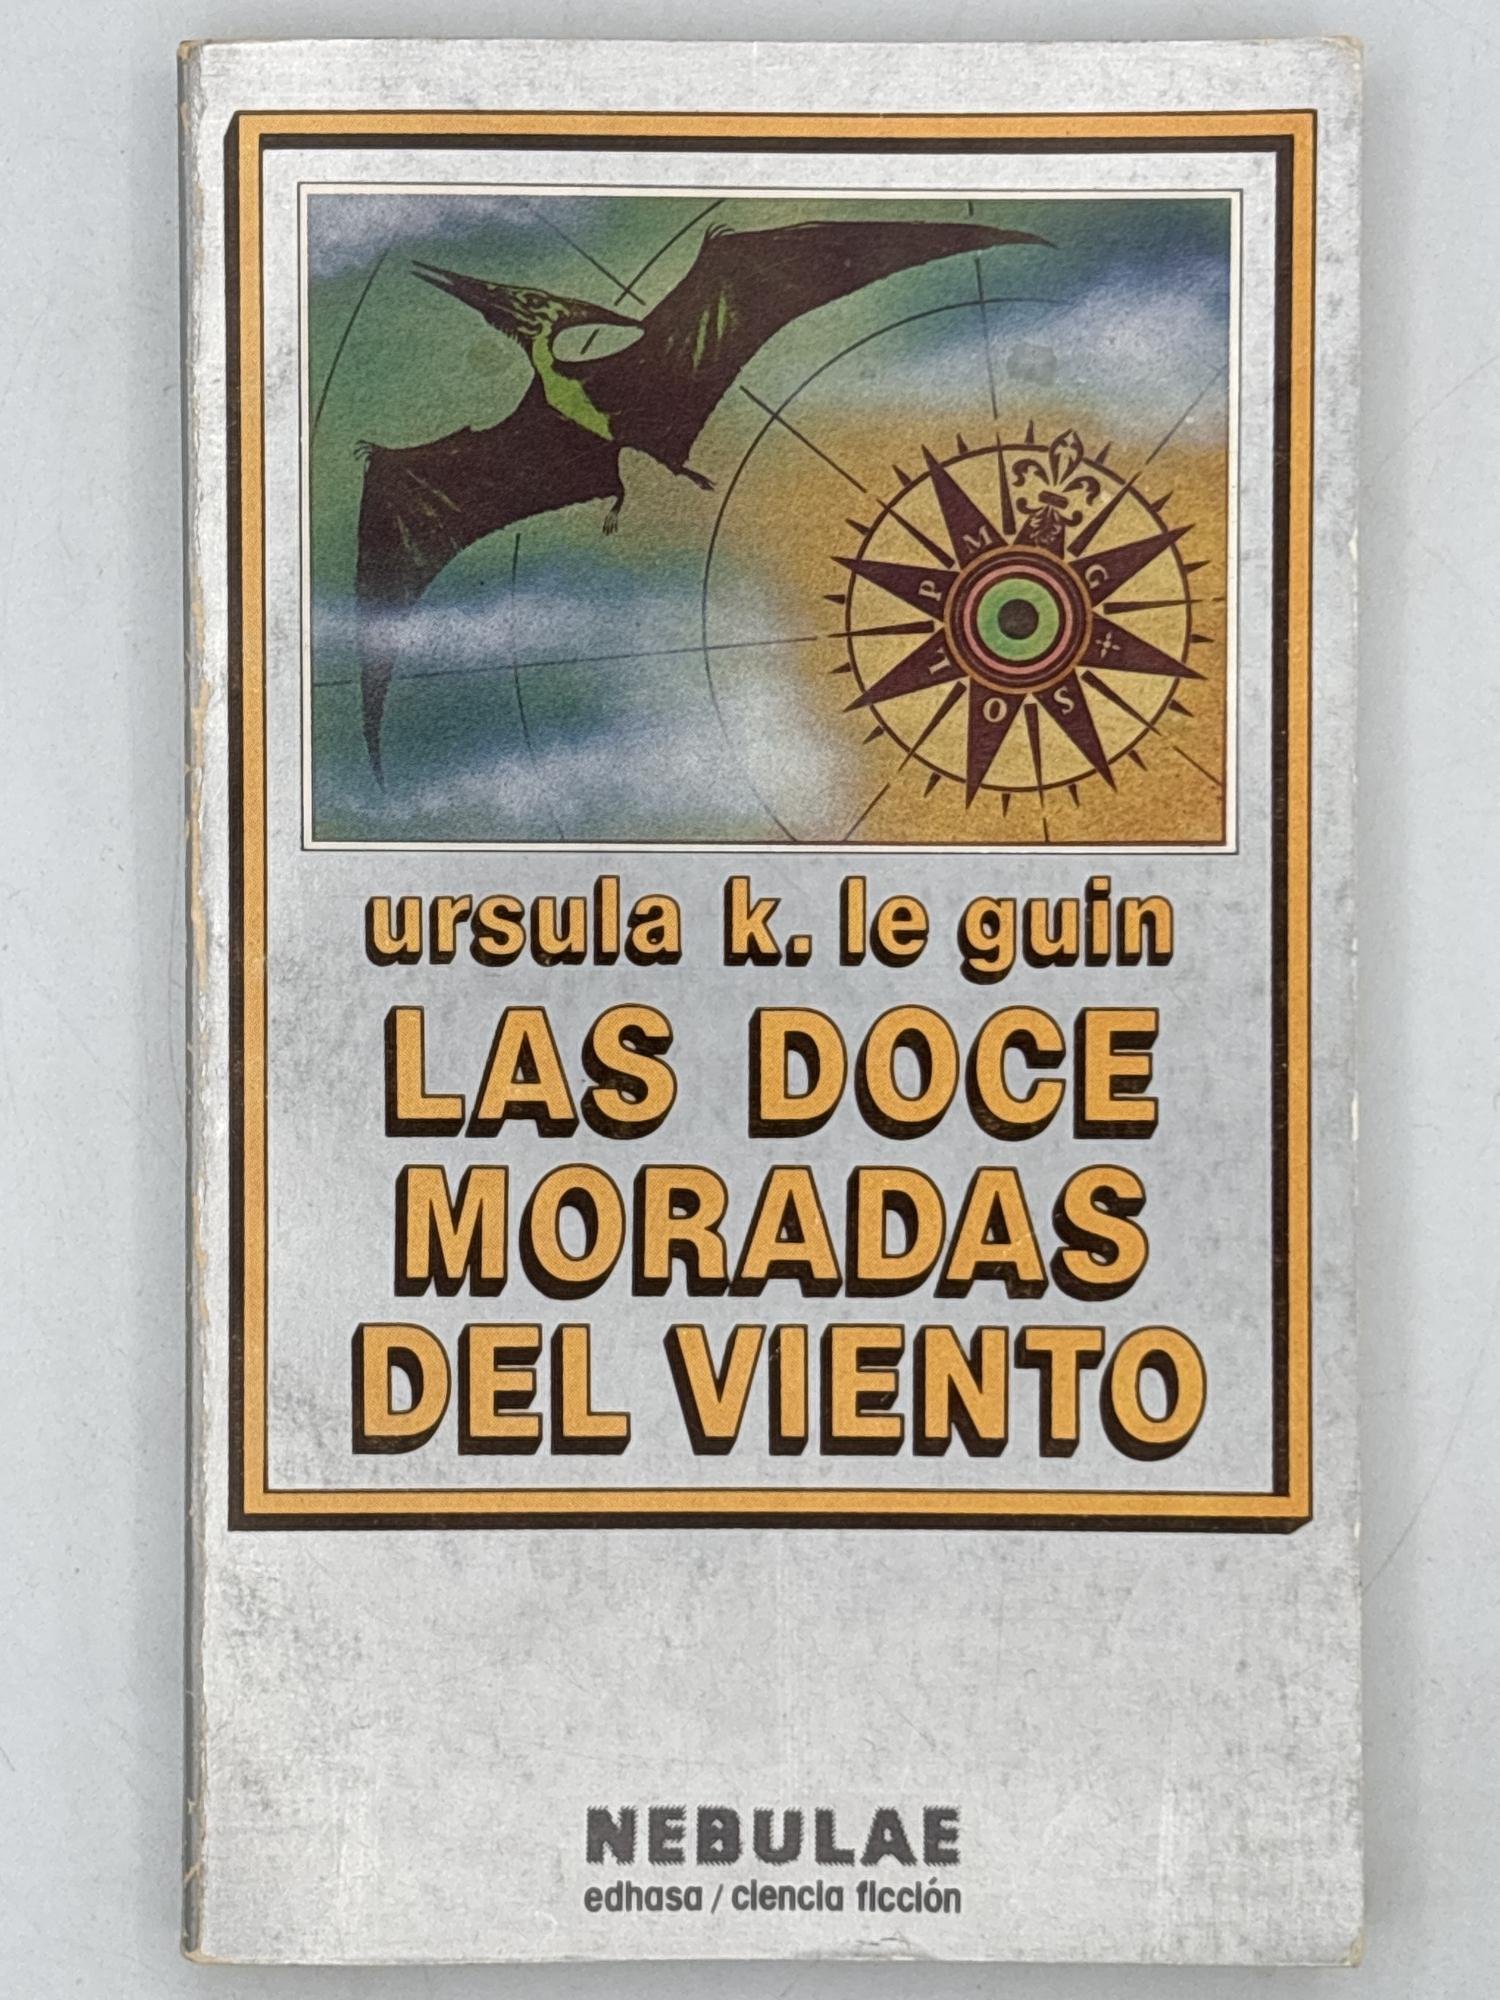 M
G
P
I
O
S
ursula k. le guin
LAS DOCE
MORADAS
DEL VIENTO
NEBULAE
edhasa / ciencia ficción